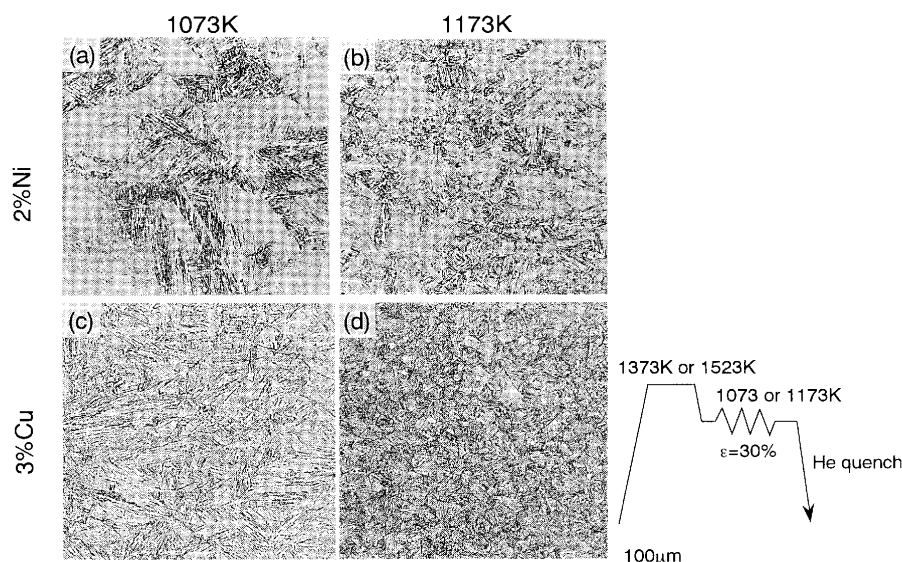 1073K
1173K
(a)
(b)
2%Ni
(c)
(d)
3%Cu
1373K or 1523K
1073 or 1173K
ε=30%
He quench
100μm